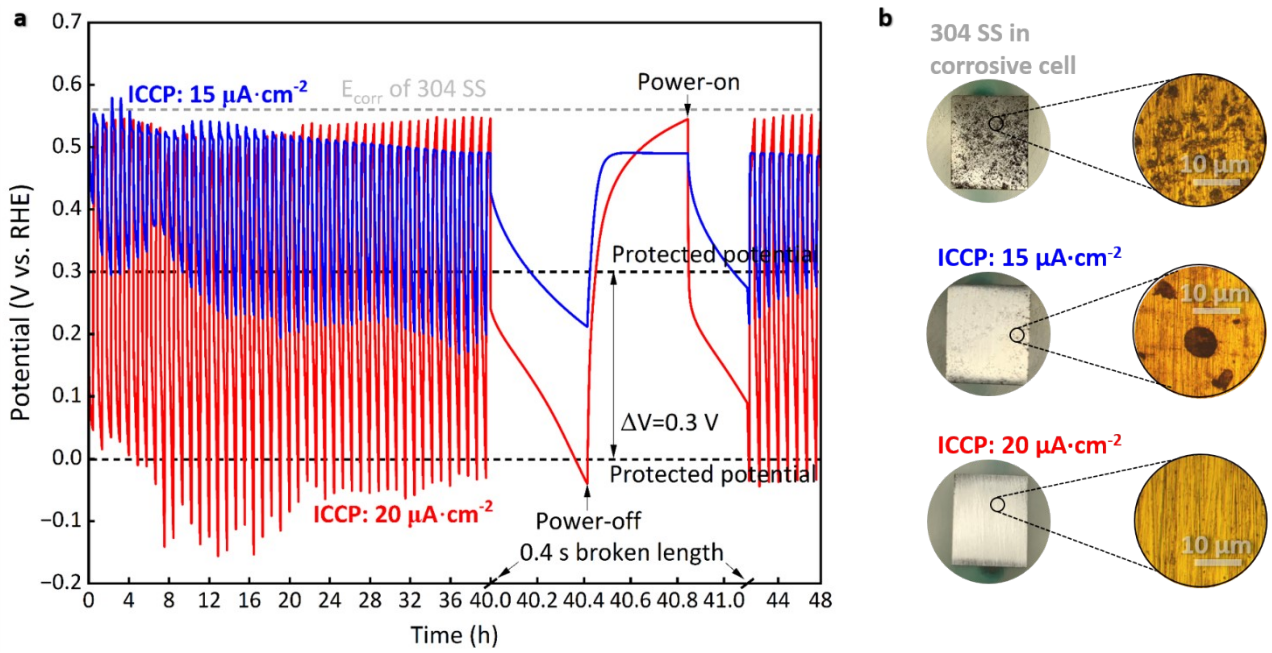 a
0.7
0.6
0.5
0.4
0.3
0.2
0.1
0.0
−0.1
−0.2
Potential (V vs. RHE)
ICCP: 15 μA·cm-2
Ecorr of 304 SS
Power-on
Protected potential
ΔV=0.3 V
Protected potential
ICCP: 20 μA·cm-2
Power-off
0.4 s broken length
0 4 8 12 16 20 24 28 32 36 40.0 40.2 40.4 40.6 40.8 41.0 44 48
Time (h)
b
304 SS in
corrosive cell
10 μm
ICCP: 15 μA·cm-2
10 μm
ICCP: 20 μA·cm-2
10 μm